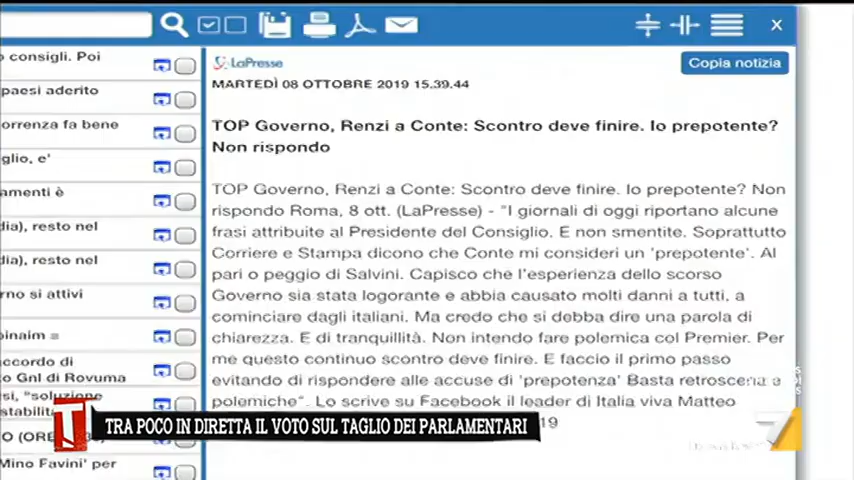 consigli. Poi
paesi aderito
orrenza fa bene
glio, e'
amenti è
dia), resto nel
dia), resto nel
rno si attivi
binaim =
accordo di
o Gnl di Rovuma
si, "soluzione
stabilita
O (ORE
'Mino Favini' per
X
LaPresse
Copia notizia
MARTEDÌ 08 OTTOBRE 2019 15.39.44
TOP Governo, Renzi a Conte: Scontro deve finire. Io prepotente?
Non rispondo
TOP Governo, Renzi a Conte: Scontro deve finire. Io prepotente? Non
rispondo Roma, 8 ott. (LaPresse) - "I giornali di oggi riportano alcune
frasi attribuite al Presidente del Consiglio. E non smentite. Soprattutto
Corriere e Stampa dicono che Conte mi consideri un 'prepotente'. Al
pari o peggio di Salvini. Capisco che l'esperienza dello scorso
Governo sia stata logorante e abbia causato molti danni a tutti, a
cominciare dagli italiani. Ma credo che si debba dire una parola di
chiarezza. E di tranquillità. Non intendo fare polemica col Premier. Per
me questo continuo scontro deve finire. E faccio il primo passo
evitando di rispondere alle accuse di 'prepotenza' Basta retroscena e
polemiche". Lo scrive su Facebook il leader di Italia viva Matteo
19
T
TRA POCO IN DIRETTA IL VOTO SUL TAGLIO DEI PARLAMENTARI
7